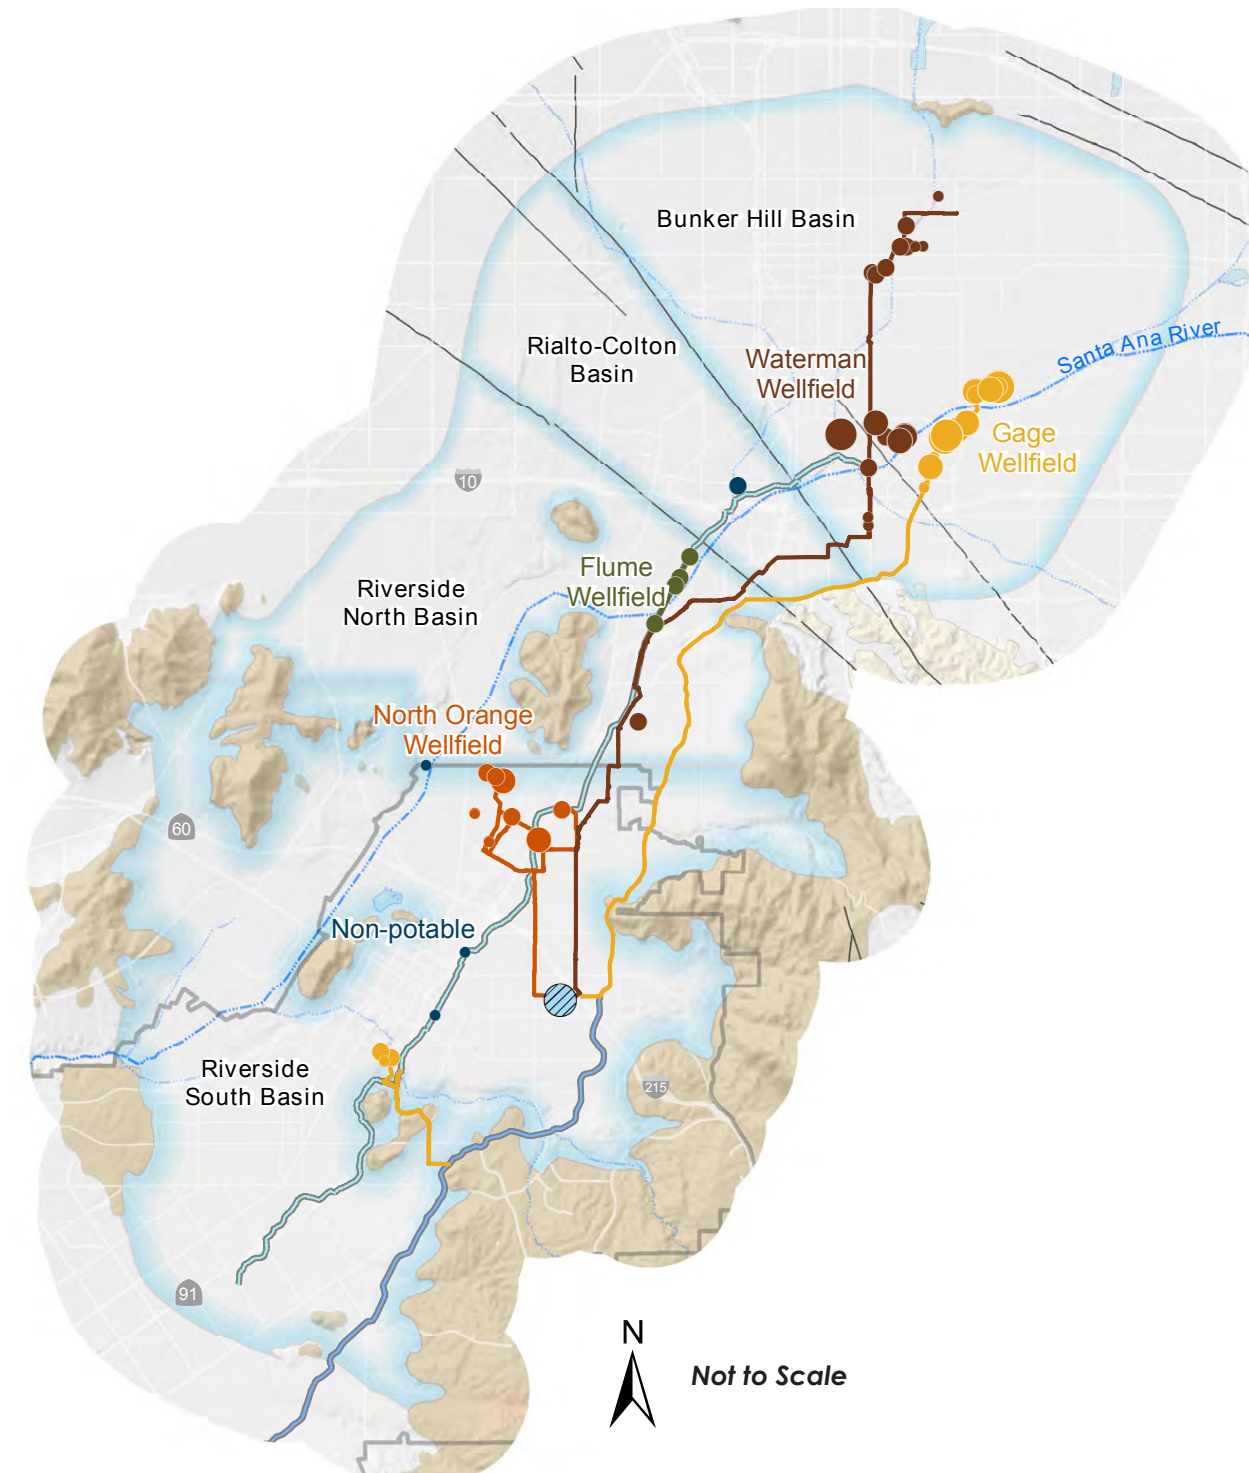 Bunker Hill Basin
Santa Ana River
Rialto-Colton
Basin
Waterman
Wellfield
Gage
Wellfield
10
Flume
Wellfield
Riverside
North Basin
North Orange
Wellfield
60
Non-potable
Riverside
South Basin
215
91
N
Not to Scale